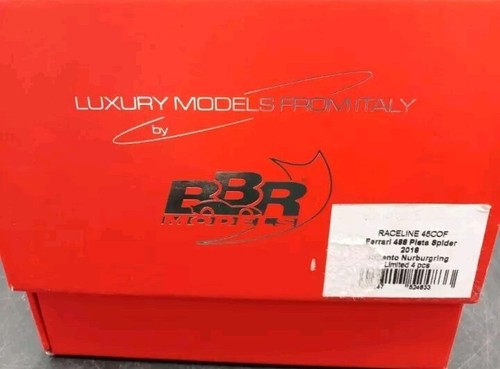 LUXURY MODELS FROM ITALY
by
BBR
MODELS
RACELINE 45COF
Ferrari 488 Pista Spider
2018
Nurburgring
Limited 4 pcs